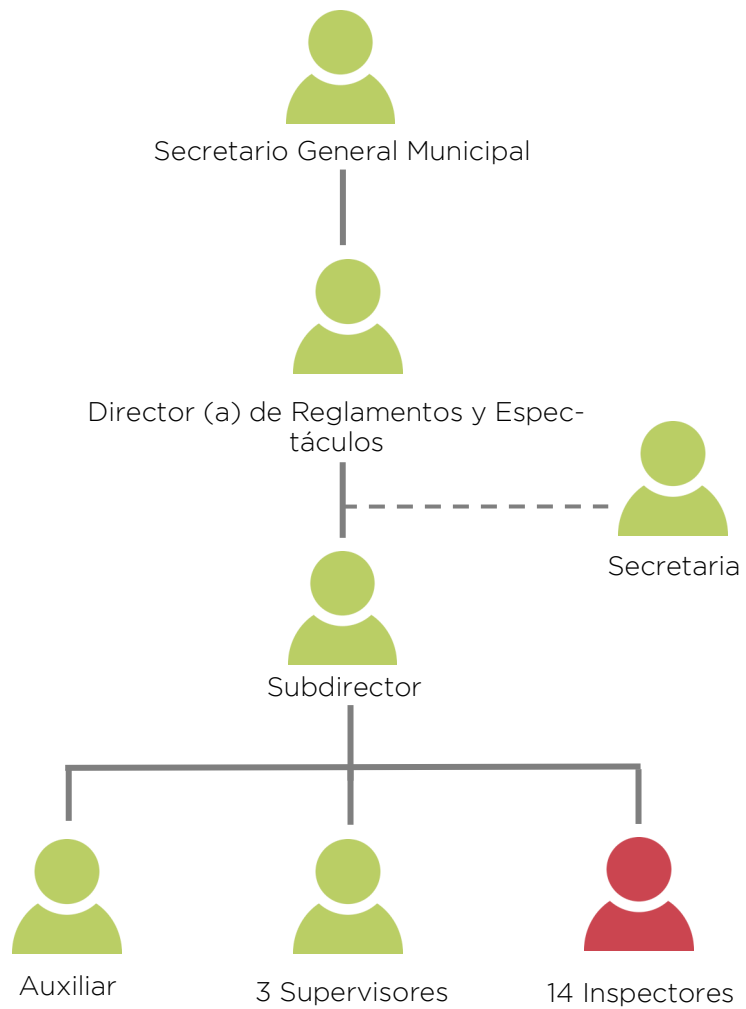 Secretario General Municipal
Director (a) de Reglamentos y Espec-
táculos
Secretaria
Subdirector
Auxiliar
3 Supervisores
14 Inspectores